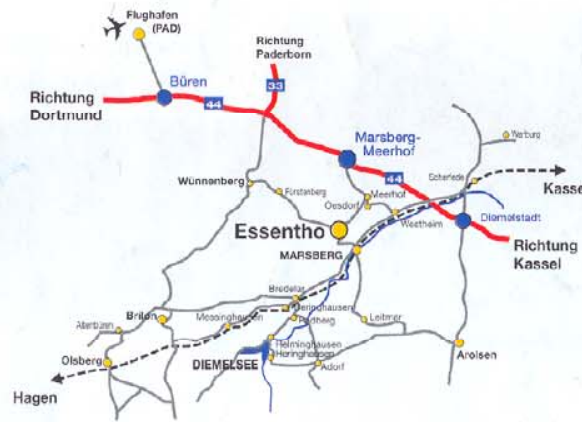 Flughafen
(PAD)
Richtung
Paderborn
33
Büren
Richtung
Dortmund
44
Marsberg-
Meerhof
Warburg
Scherfede
Kassel
44
Wünnenberg
Fürstenberg
Meerhof
Oesdorf
Westheim
Diemelstadt
Essentho
MARSBERG
Richtung
Kassel
Bredelar
Beringhausen
Messinghausen
Padberg
Leitmar
Brilon
Altenbüren
Helminghausen
Heringhausen
Olsberg
DIEMELSEE
Adorf
Arolsen
Hagen